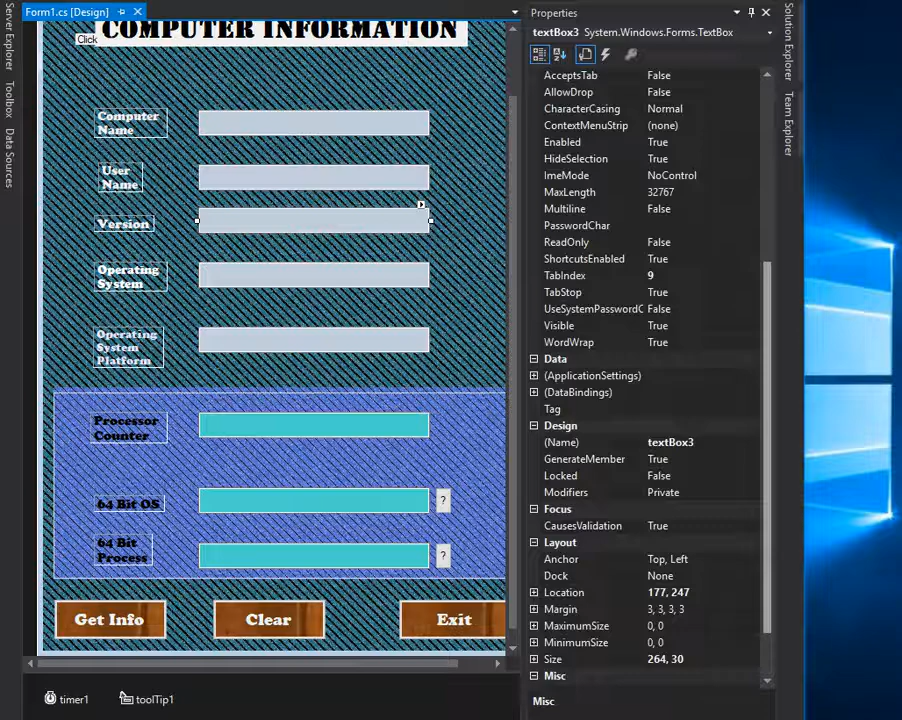 Server Explorer
Toolbox
Data Sources
Form1.cs [Design]
COMPUTER INFORMATION
Click
Computer
Name
User
Name
Version
Operating
System
Operating
System
Platform
Processor
Counter
64 Bit OS
?
64 Bit
Process
?
Get Info
Clear
Exit
timer1
toolTip1
Properties
textBox3 System.Windows.Forms.TextBox
AcceptsTab False
AllowDrop False
CharacterCasing Normal
ContextMenuStrip (none)
Enabled True
HideSelection True
ImeMode NoControl
MaxLength 32767
Multiline False
PasswordChar
ReadOnly False
ShortcutsEnabled True
TabIndex 9
TabStop True
UseSystemPasswordC False
Visible True
WordWrap True
Data
(ApplicationSettings)
(DataBindings)
Tag
Design
(Name) textBox3
GenerateMember True
Locked False
Modifiers Private
Focus
CausesValidation True
Layout
Anchor Top, Left
Dock None
Location 177, 247
Margin 3, 3, 3, 3
MaximumSize 0, 0
MinimumSize 0, 0
Size 264, 30
Misc
Misc
Solution Explorer
Team Explorer